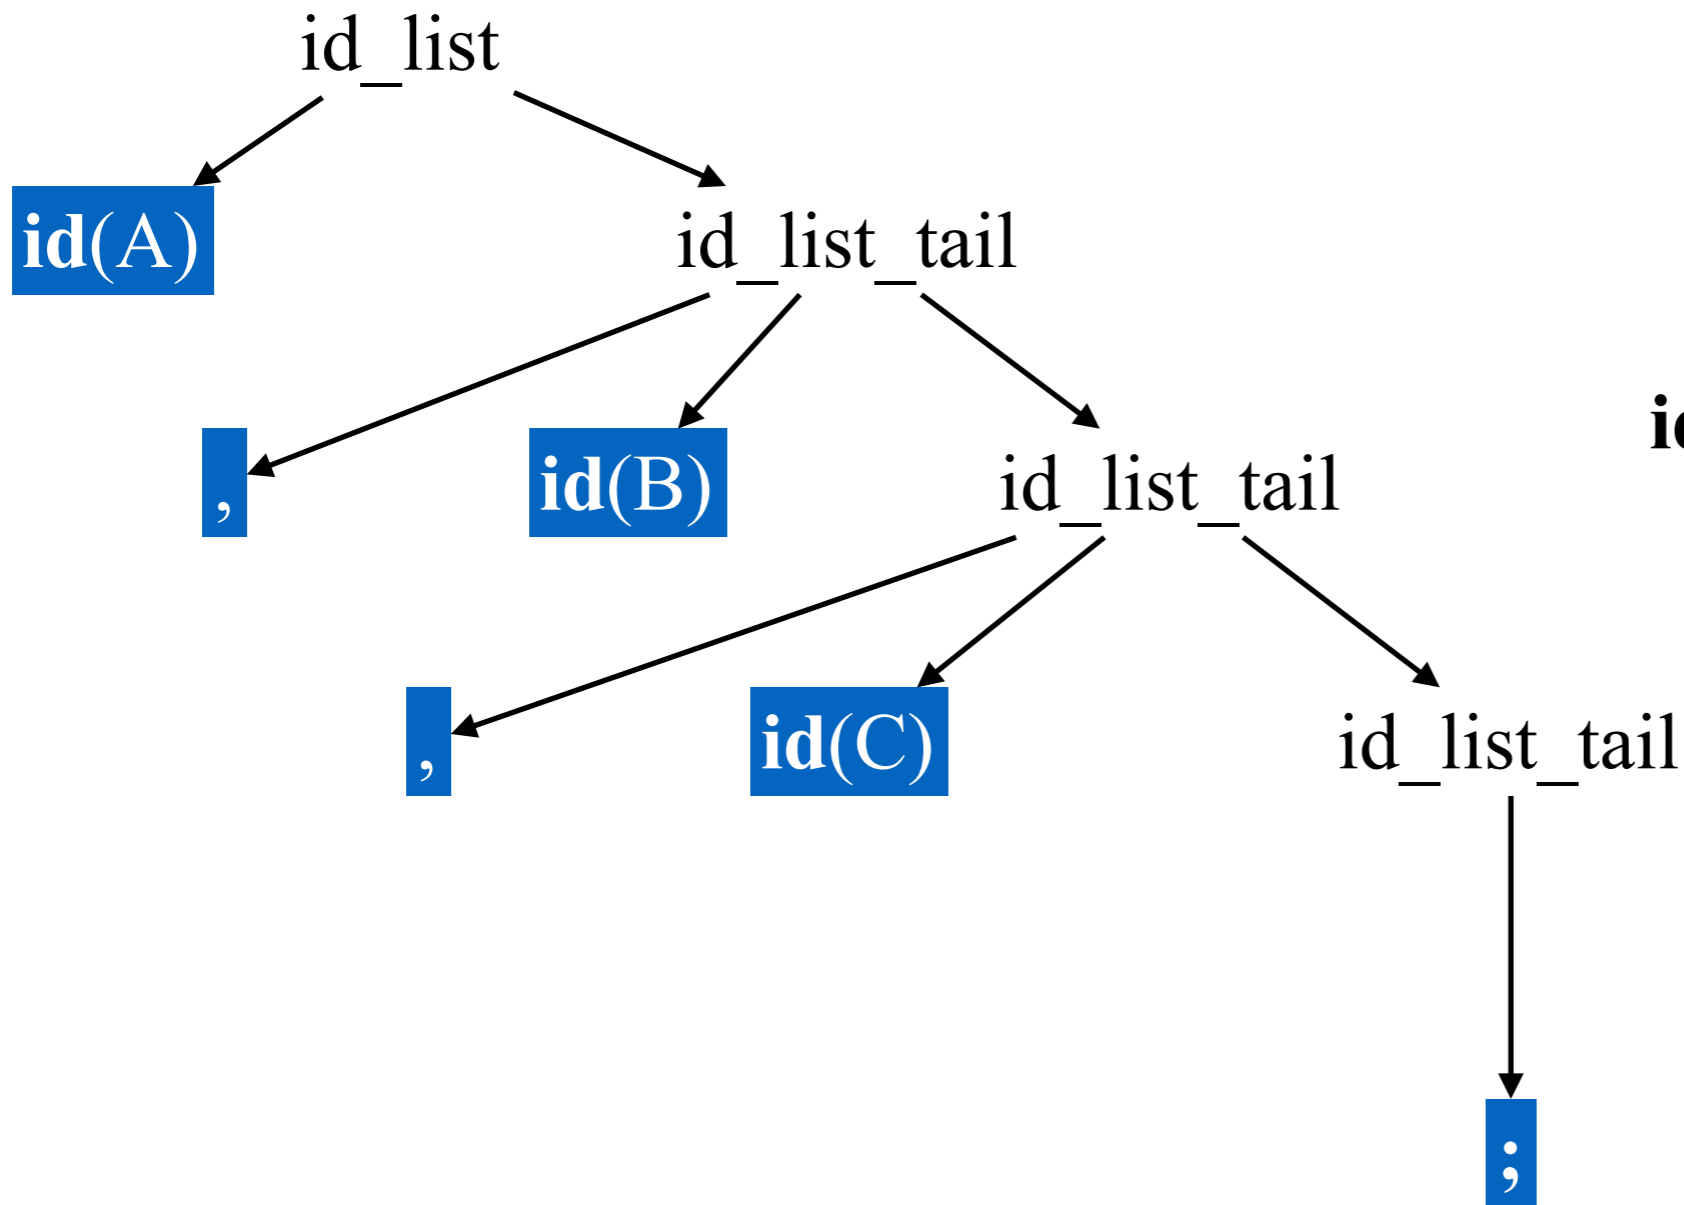 id_list
id(A)
id_list_tail
,
id(B)
id_list_tail
,
id(C)
id_list_tail
;